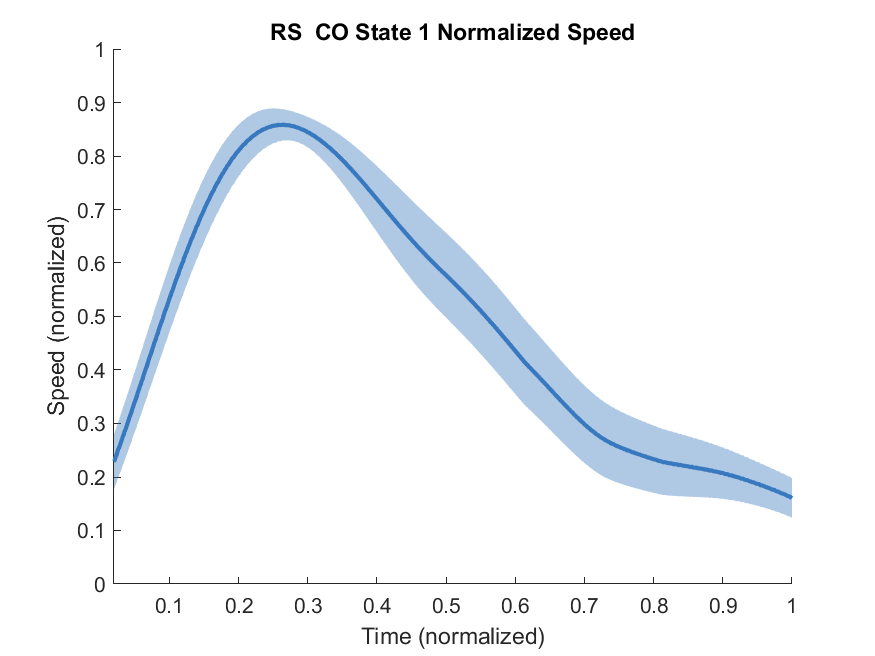 RS  CO State 1 Normalized Speed
1
0.9
0.8
0.7
0.6
0.5
0.4
0.3
0.2
0.1
0
Speed (normalized)
0.1 0.2 0.3 0.4 0.5 0.6 0.7 0.8 0.9 1
Time (normalized)